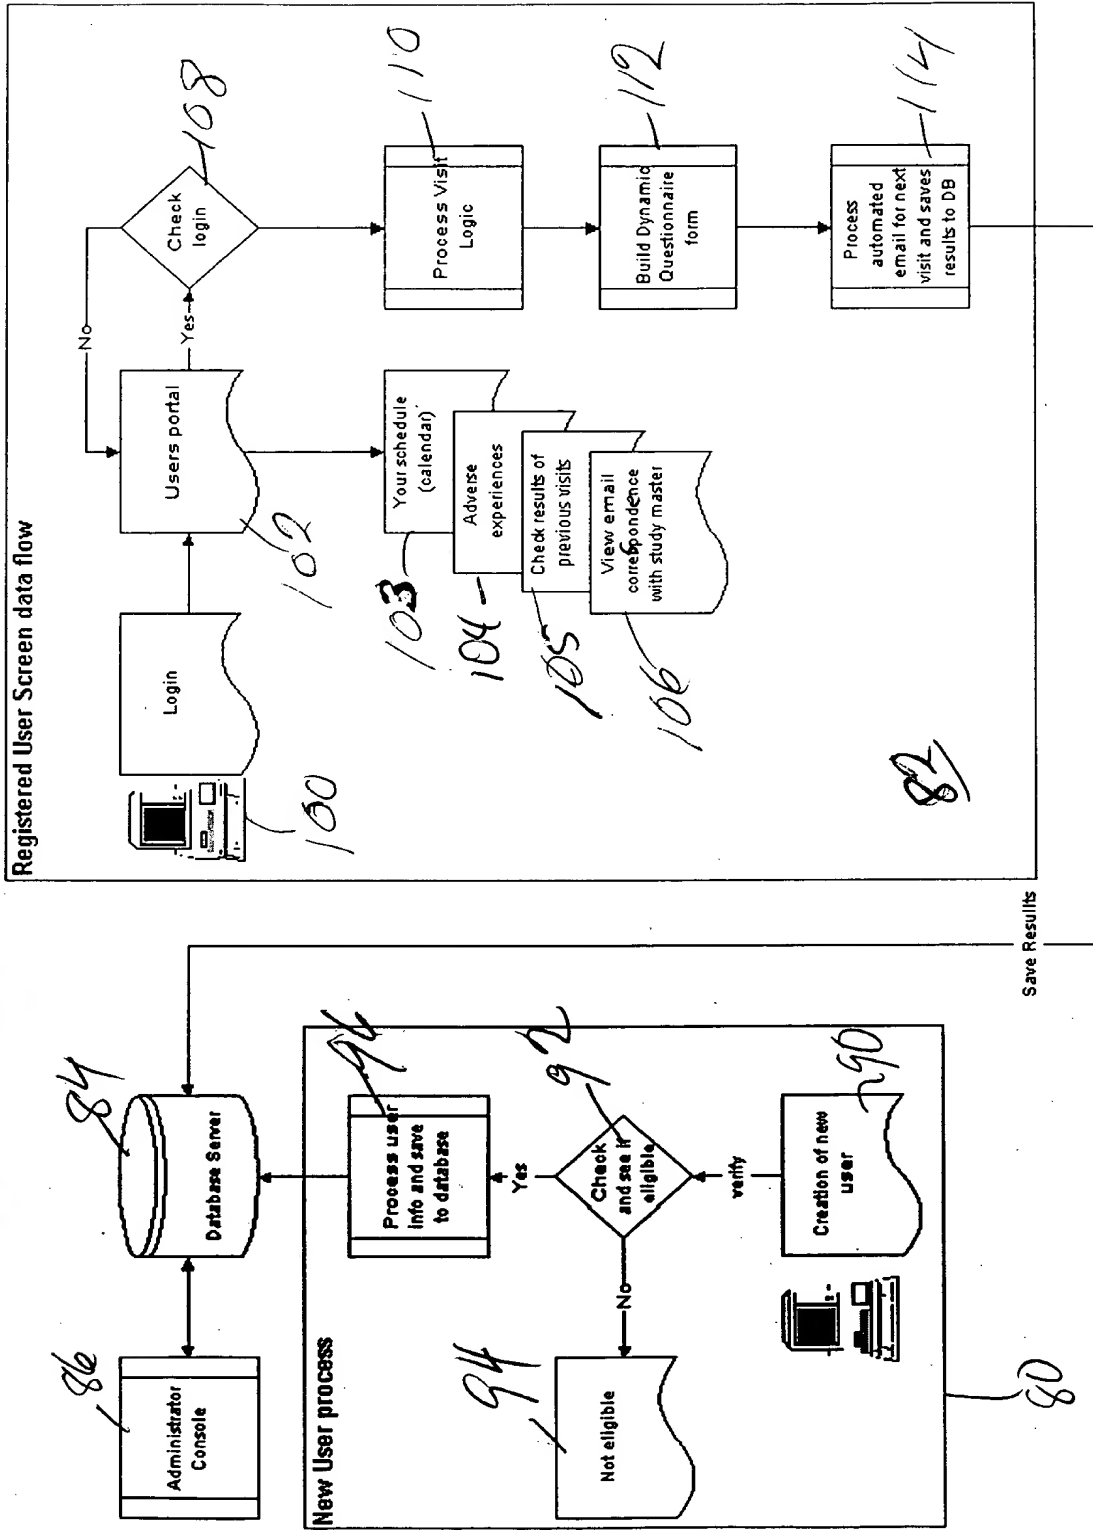 Registered User Screen data flow
Login
100
Users portal
102
Yes
No
Check
login
108
Your schedule
(calendar)
103
Adverse
experiences
104
Check results of
previous visits
105
View email
correspondence
with study master
106
Process Visit
Logic
110
Build Dynamic
Questionnaire
form
112
Process
automated
email for next
visit and saves
results to DB
114
82
Save Results
Administrator
Console
86
Database Server
84
New User process
Process user
info and save
to database
96
Yes
Check
and see if
eligible
92
No
Not eligible
94
verify
Creation of new
user
90
80